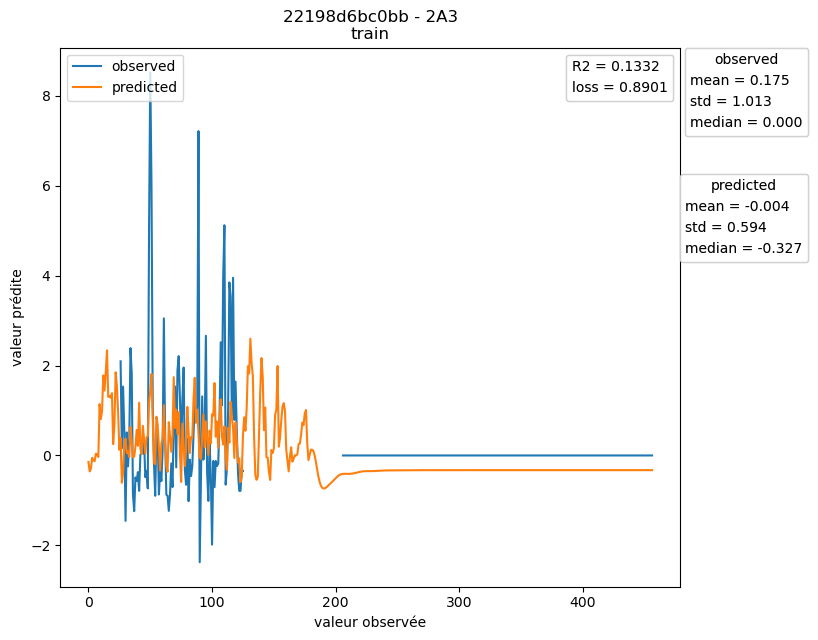 22198d6bc0bb - 2A3
train
observed
predicted
R2 = 0.1332
loss = 0.8901
observed
mean = 0.175
std = 1.013
median = 0.000
predicted
mean = -0.004
std = 0.594
median = -0.327
valeur prédite
8
6
4
2
0
−2
0
100
200
300
400
valeur observée